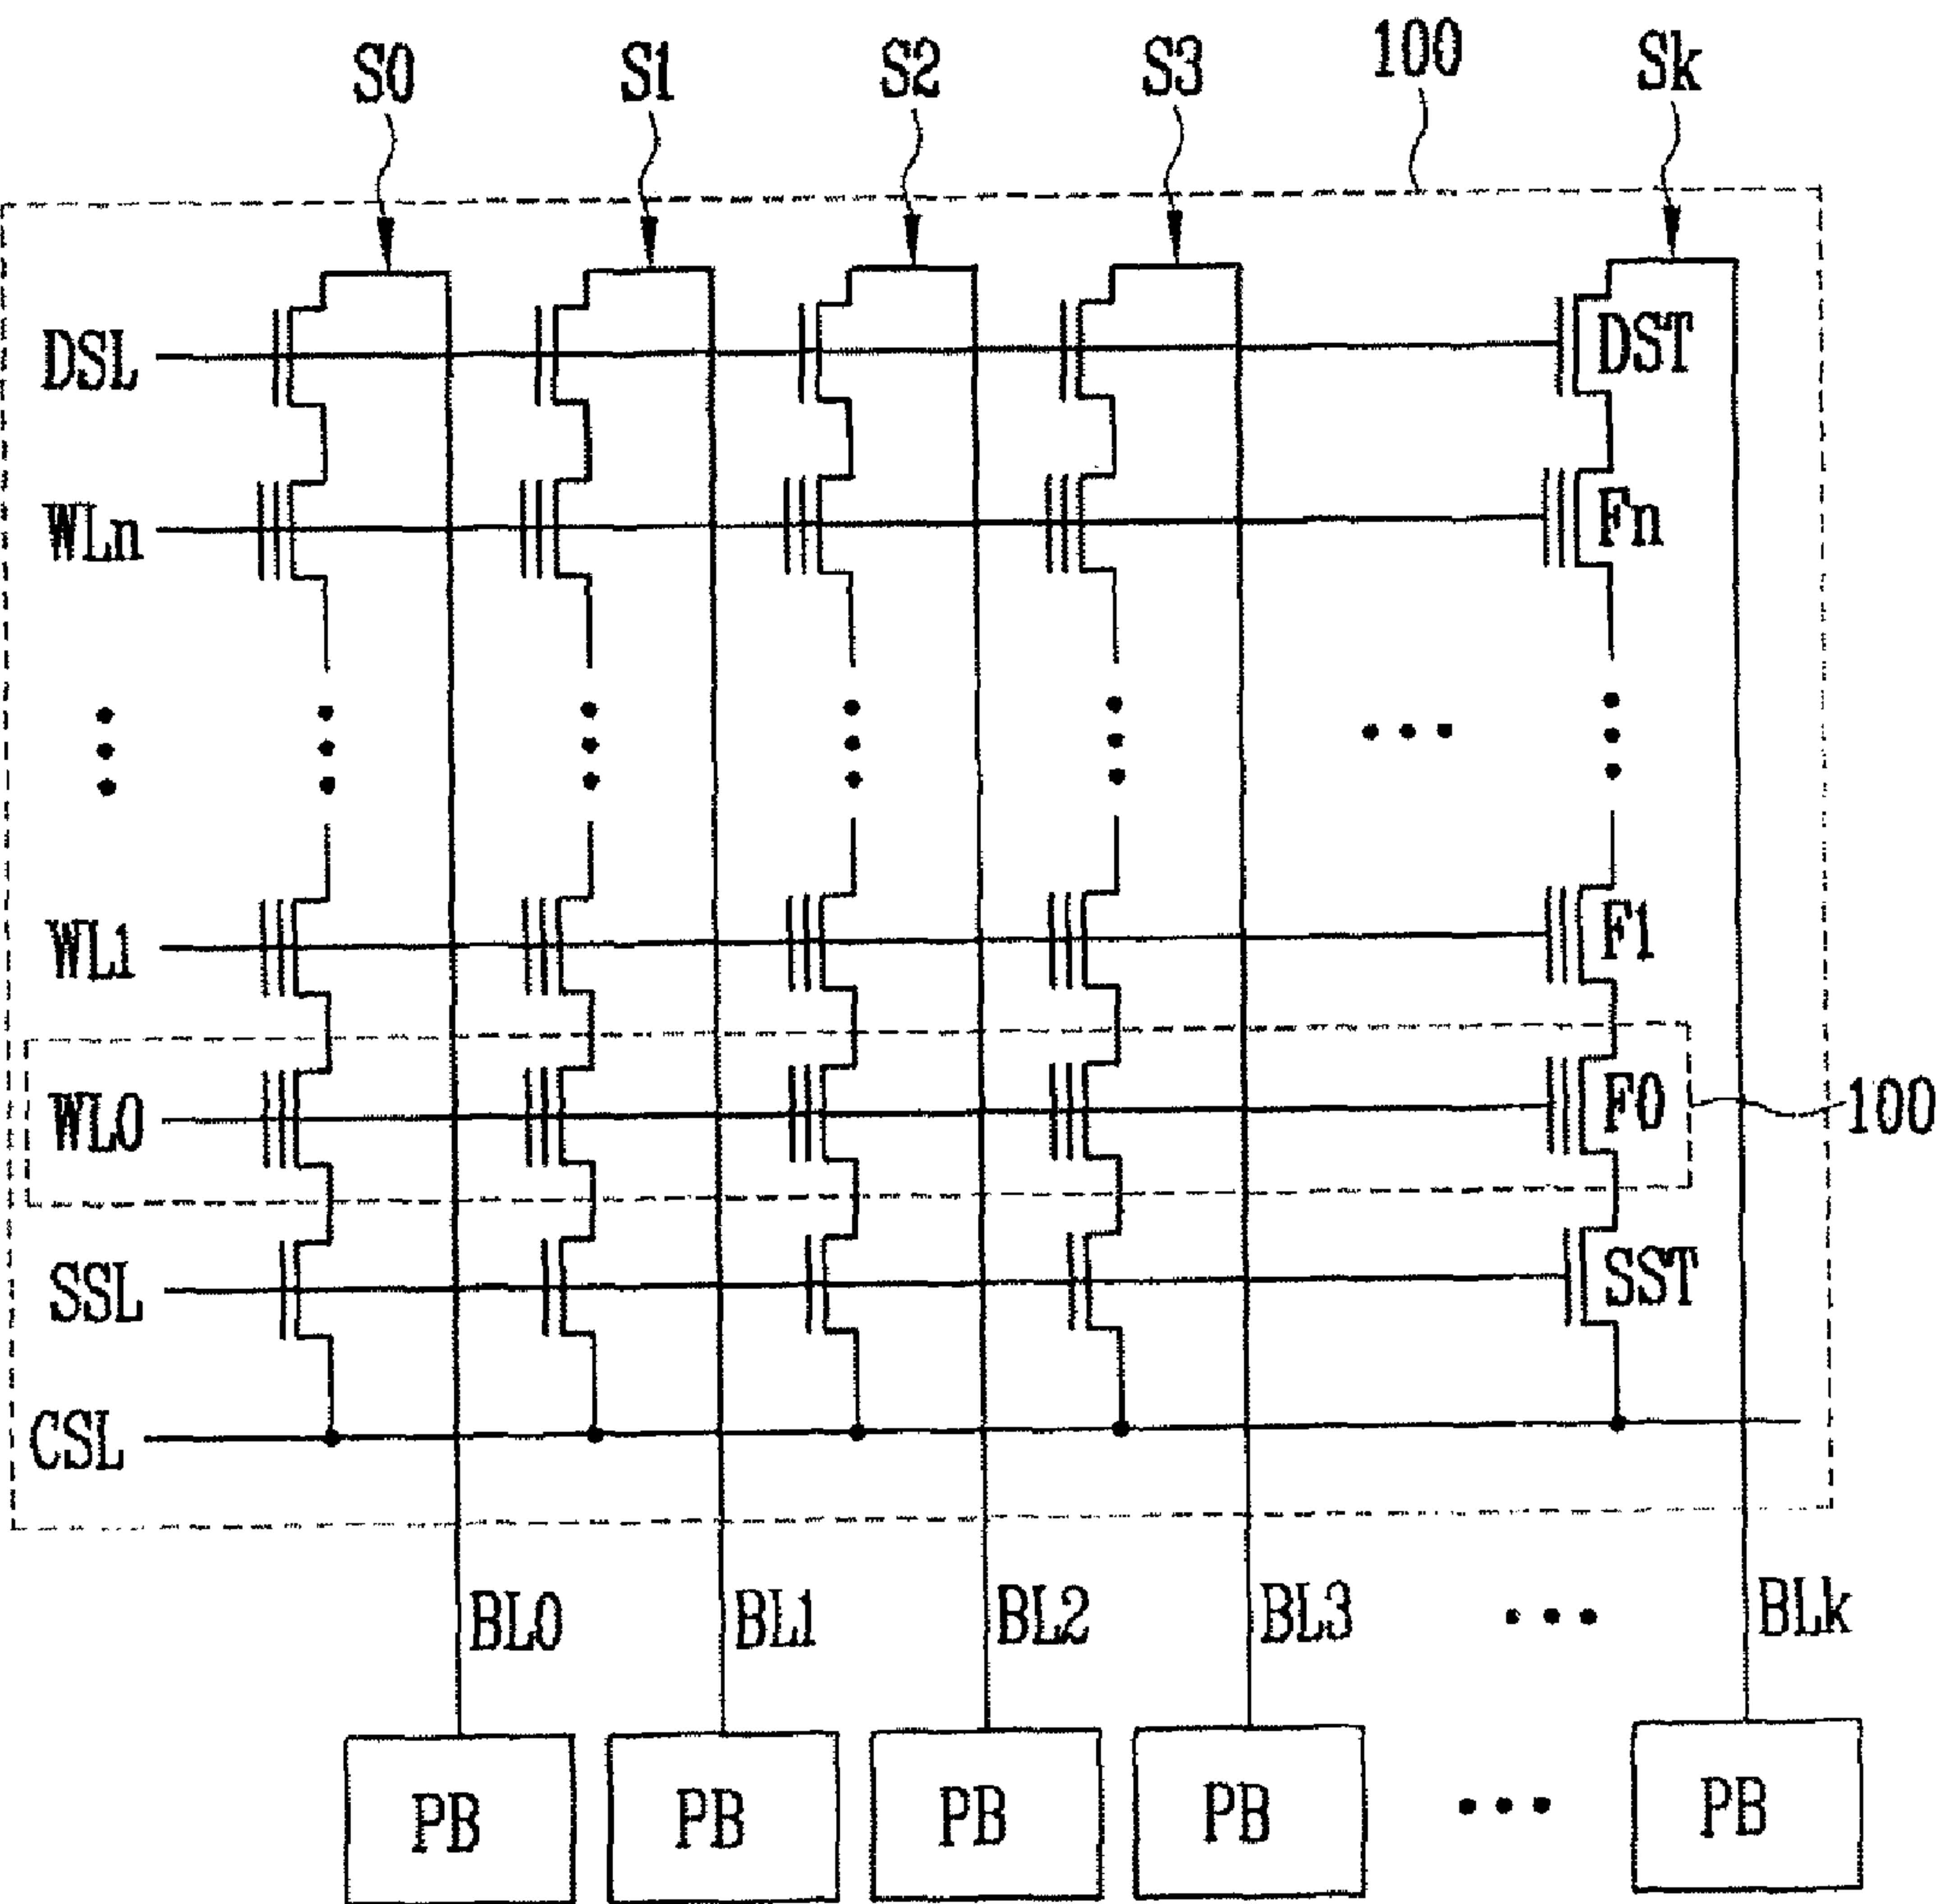 S0 S1 S2 S3 100 Sk
DSL DST
WLn Fn
WL1 F1
WL0 F0 100
SSL SST
CSL
BL0 BL1 BL2 BL3 BLk
PB PB PB PB PB